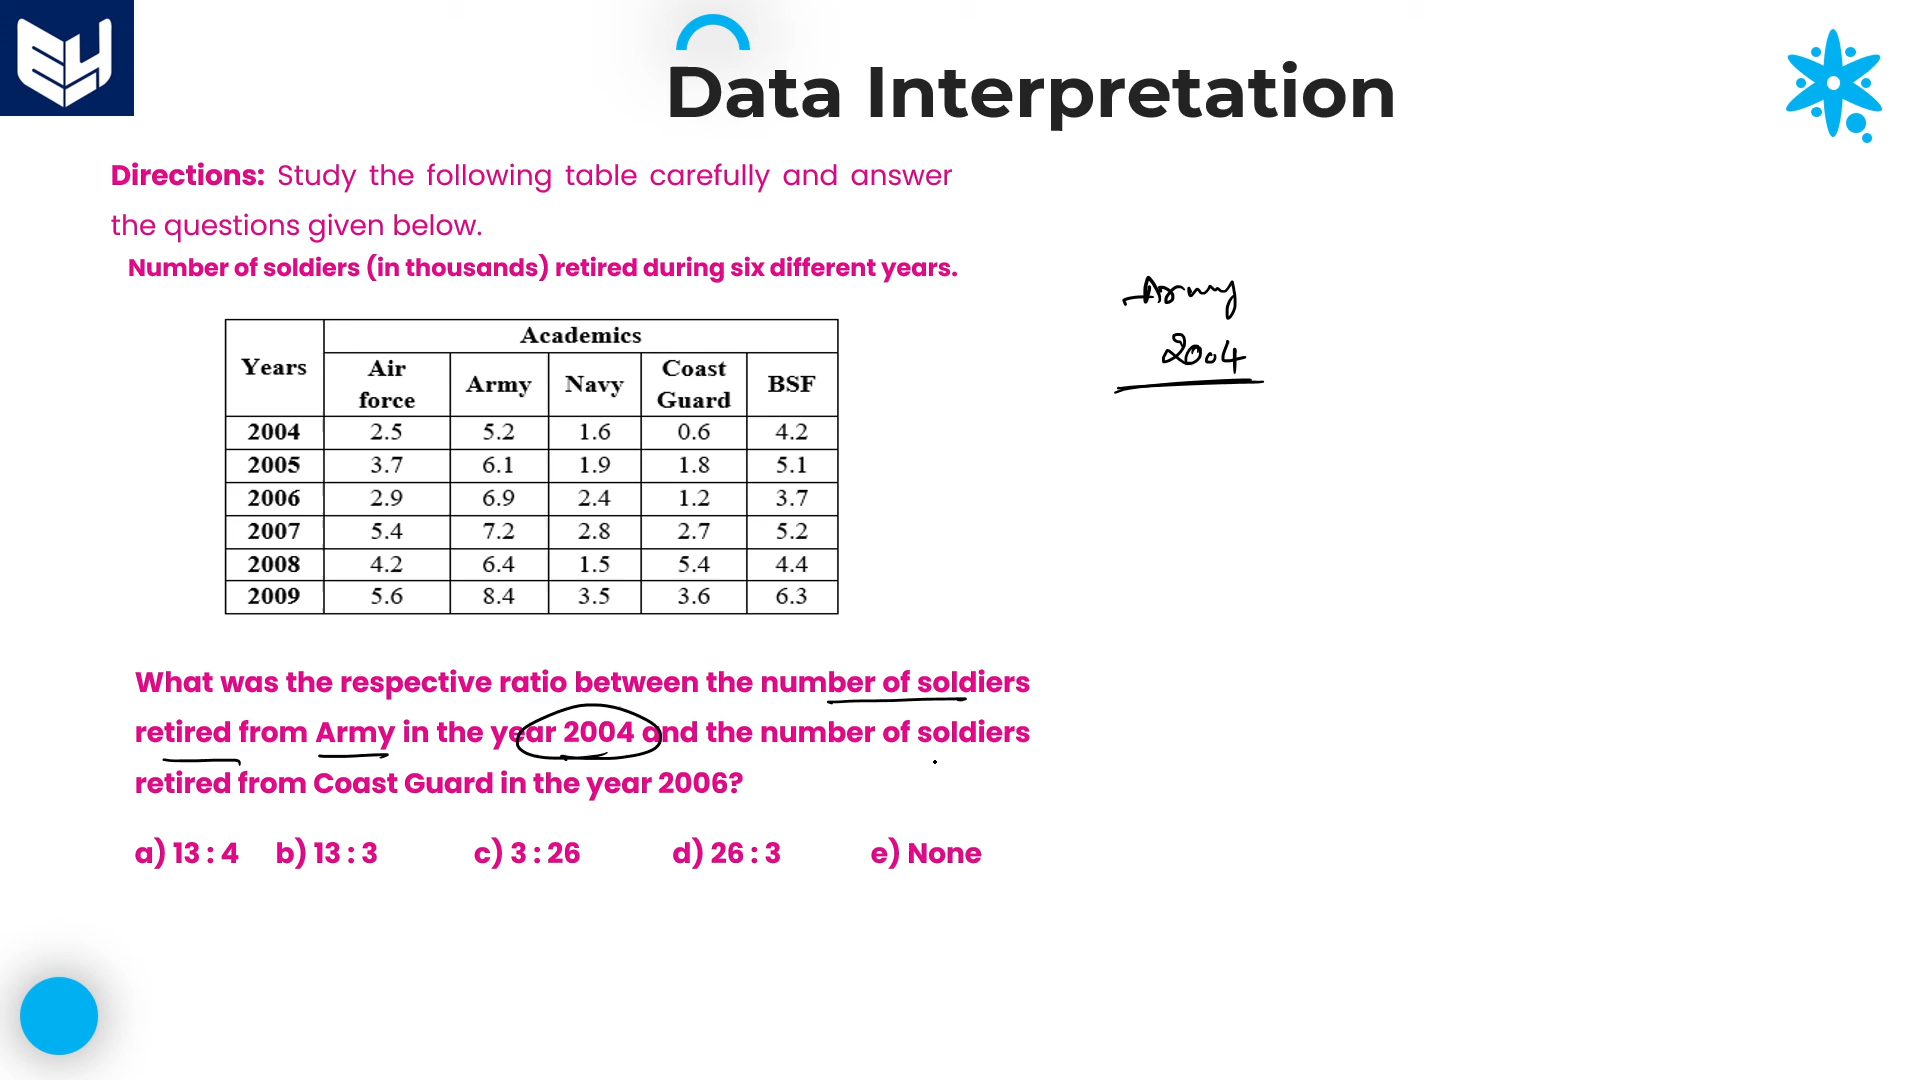 EY
Data Interpretation
Directions: Study the following table carefully and answer
the questions given below.
Number of soldiers (in thousands) retired during six different years.
Army
2004
Years Academics
Air force Army Navy Coast Guard BSF
2004 2.5 5.2 1.6 0.6 4.2
2005 3.7 6.1 1.9 1.8 5.1
2006 2.9 6.9 2.4 1.2 3.7
2007 5.4 7.2 2.8 2.7 5.2
2008 4.2 6.4 1.5 5.4 4.4
2009 5.6 8.4 3.5 3.6 6.3
What was the respective ratio between the number of soldiers
retired from Army in the year 2004 and the number of soldiers
retired from Coast Guard in the year 2006?
a) 13 : 4 b) 13 : 3 c) 3 : 26 d) 26 : 3 e) None